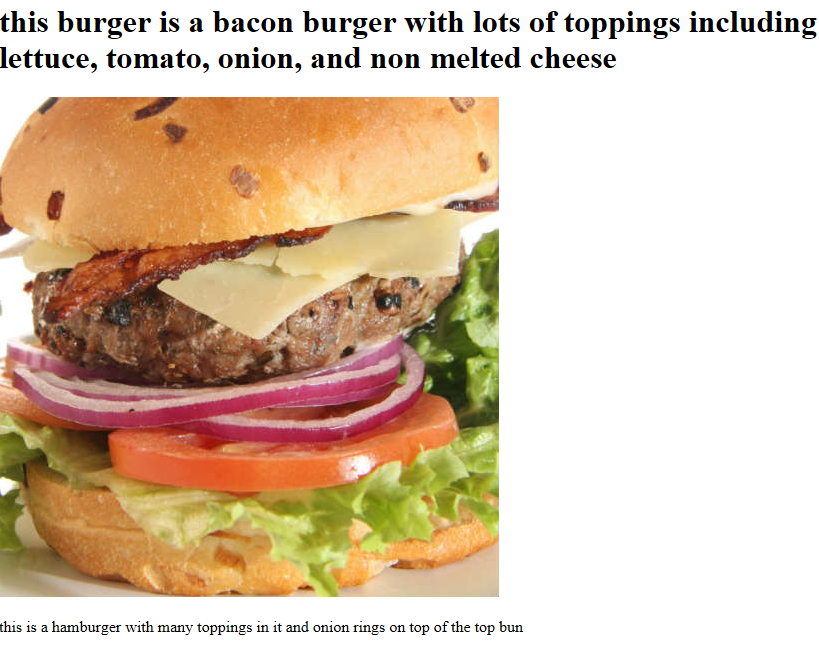 this burger is a bacon burger with lots of toppings including
lettuce, tomato, onion, and non melted cheese
this is a hamburger with many toppings in it and onion rings on top of the top bun